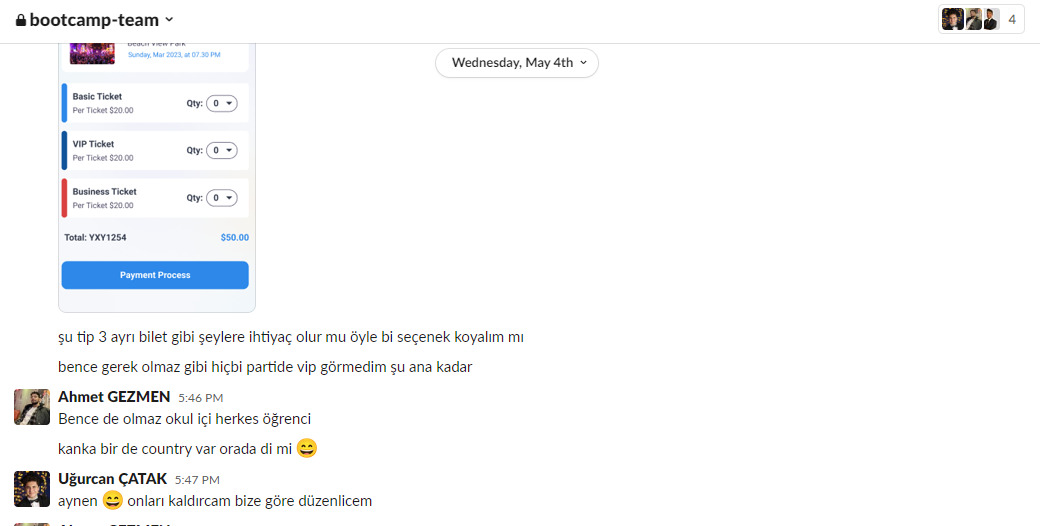 bootcamp-team
4
Beach View Park
Wednesday, May 4th
Sunday, Mar 2023, at 07.30 PM
Basic Ticket
Per Ticket $20.00
Qty: 0
VIP Ticket
Per Ticket $20.00
Qty: 0
Business Ticket
Per Ticket $20.00
Qty: 0
Total: YXY1254 $50.00
Payment Process
şu tip 3 ayrı bilet gibi şeylere ihtiyaç olur mu öyle bi seçenek koyalım mı
bence gerek olmaz gibi hiçbi partide vip görmedim şu ana kadar
Ahmet GEZMEN 5:46 PM
Bence de olmaz okul içi herkes öğrenci
kanka bir de country var orada di mi 😄
Uğurcan ÇATAK 5:47 PM
aynen 😄 onları kaldırcam bize göre düzenlicem